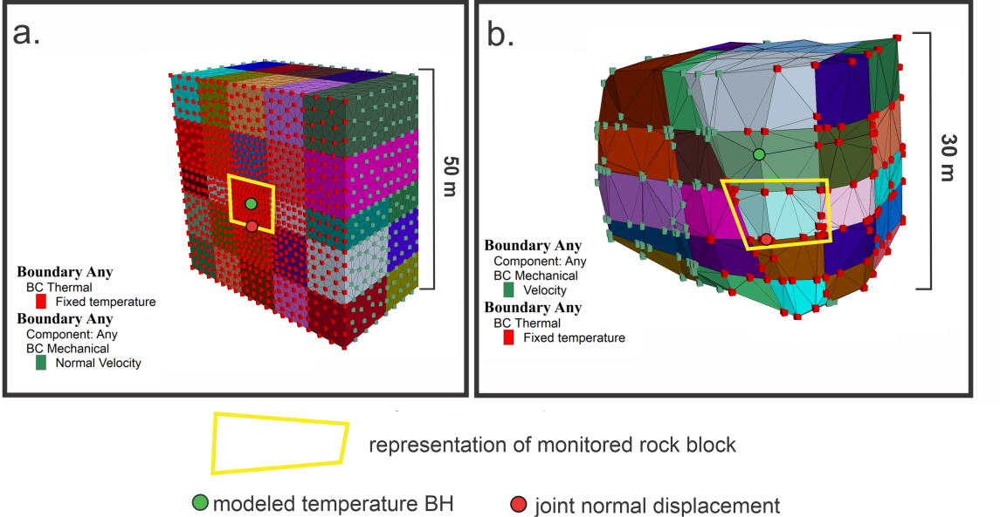 a.
50 m
Boundary Any
BC Thermal
Fixed temperature
Boundary Any
Component: Any
BC Mechanical
Normal Velocity
b.
30 m
Boundary Any
Component: Any
BC Mechanical
Velocity
Boundary Any
BC Thermal
Fixed temperature
representation of monitored rock block
modeled temperature BH
joint normal displacement